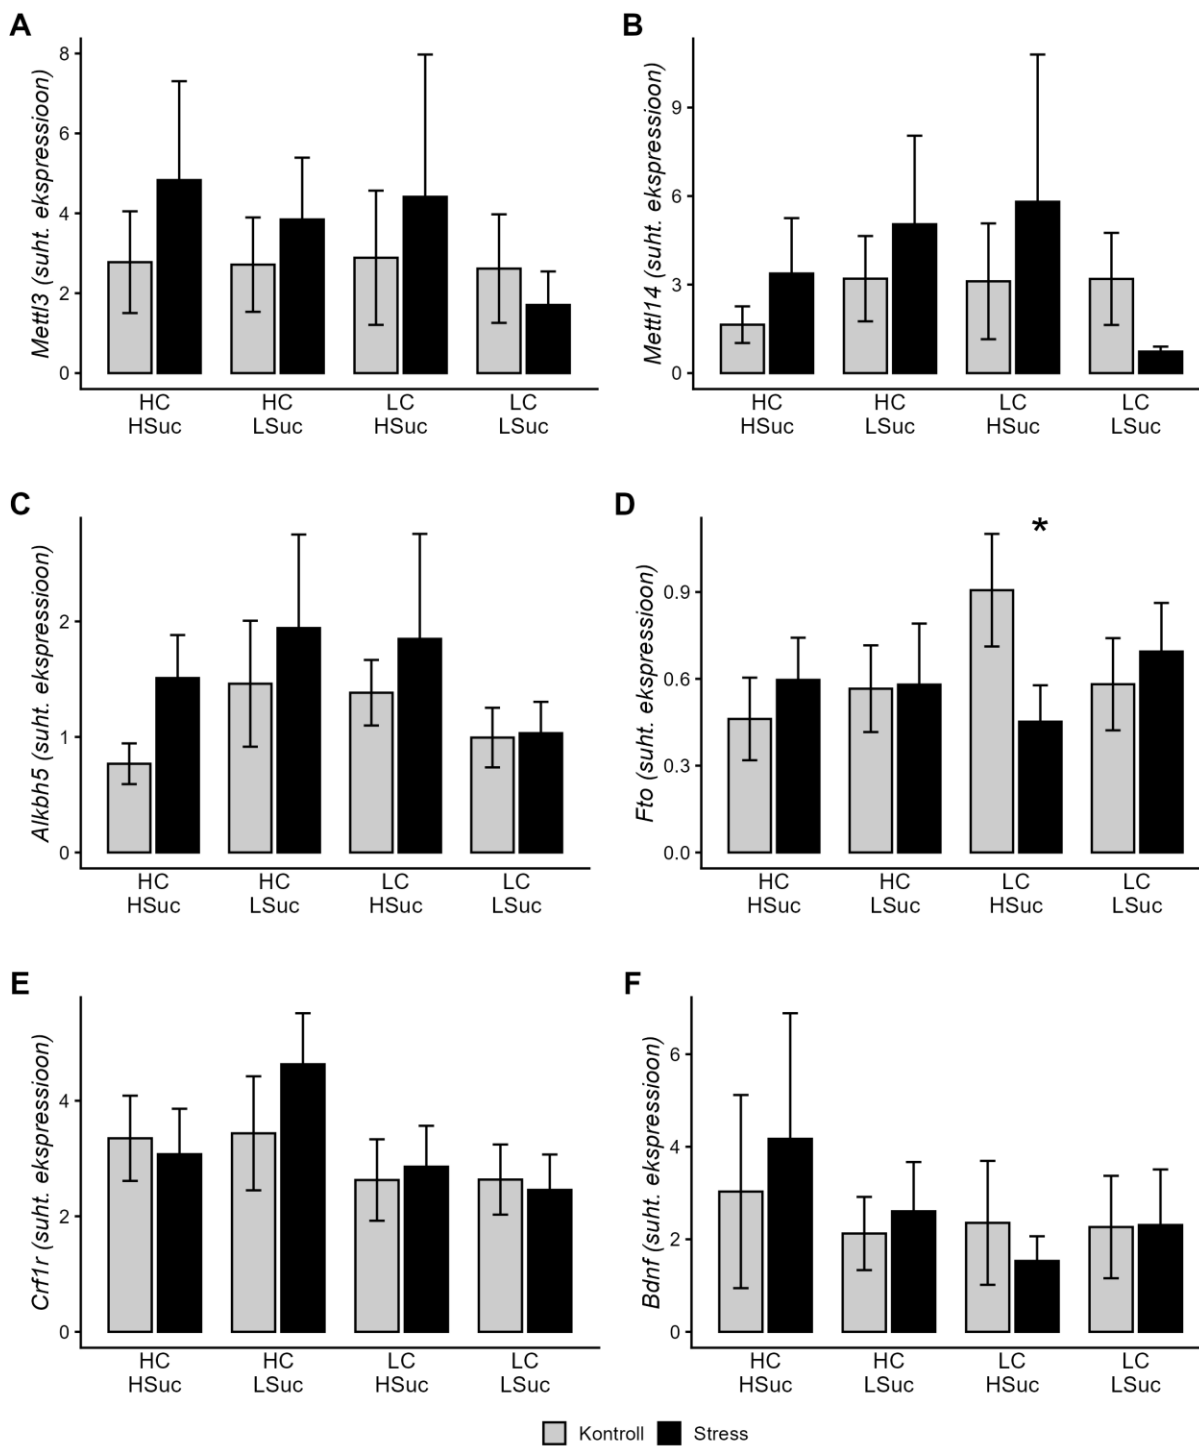 A
Mettl3 (suht. ekspressioon)
8
6
4
2
0
HC HC LC LC
HSuc LSuc HSuc LSuc
B
Mettl14 (suht. ekspressioon)
9
6
3
0
HC HC LC LC
HSuc LSuc HSuc LSuc
C
Alkbh5 (suht. ekspressioon)
2
1
0
HC HC LC LC
HSuc LSuc HSuc LSuc
D
*
Fto (suht. ekspressioon)
0.9
0.6
0.3
0.0
HC HC LC LC
HSuc LSuc HSuc LSuc
E
Crf1r (suht. ekspressioon)
4
2
0
HC HC LC LC
HSuc LSuc HSuc LSuc
F
Bdnf (suht. ekspressioon)
6
4
2
0
HC HC LC LC
HSuc LSuc HSuc LSuc
Kontroll Stress